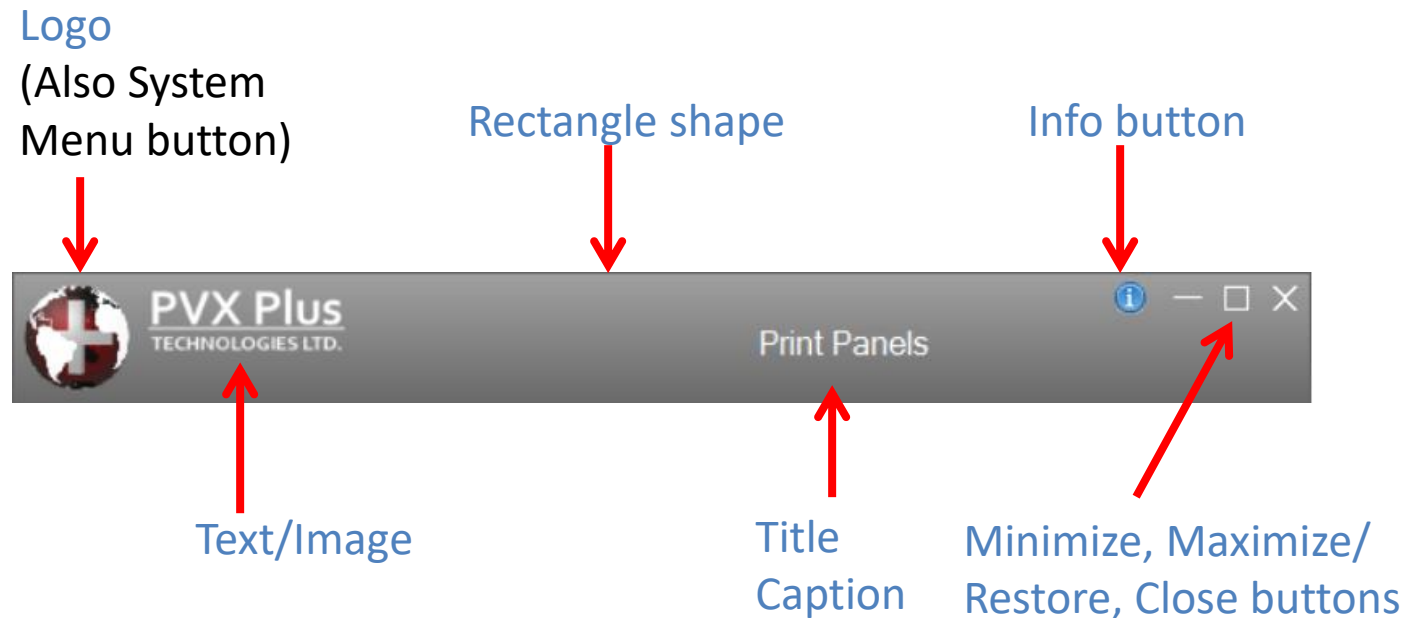 Logo
(Also System
Menu button)
Rectangle shape
Info button
PVX Plus
TECHNOLOGIES LTD.
Print Panels
Text/Image
Title
Caption
Minimize, Maximize/
Restore, Close buttons